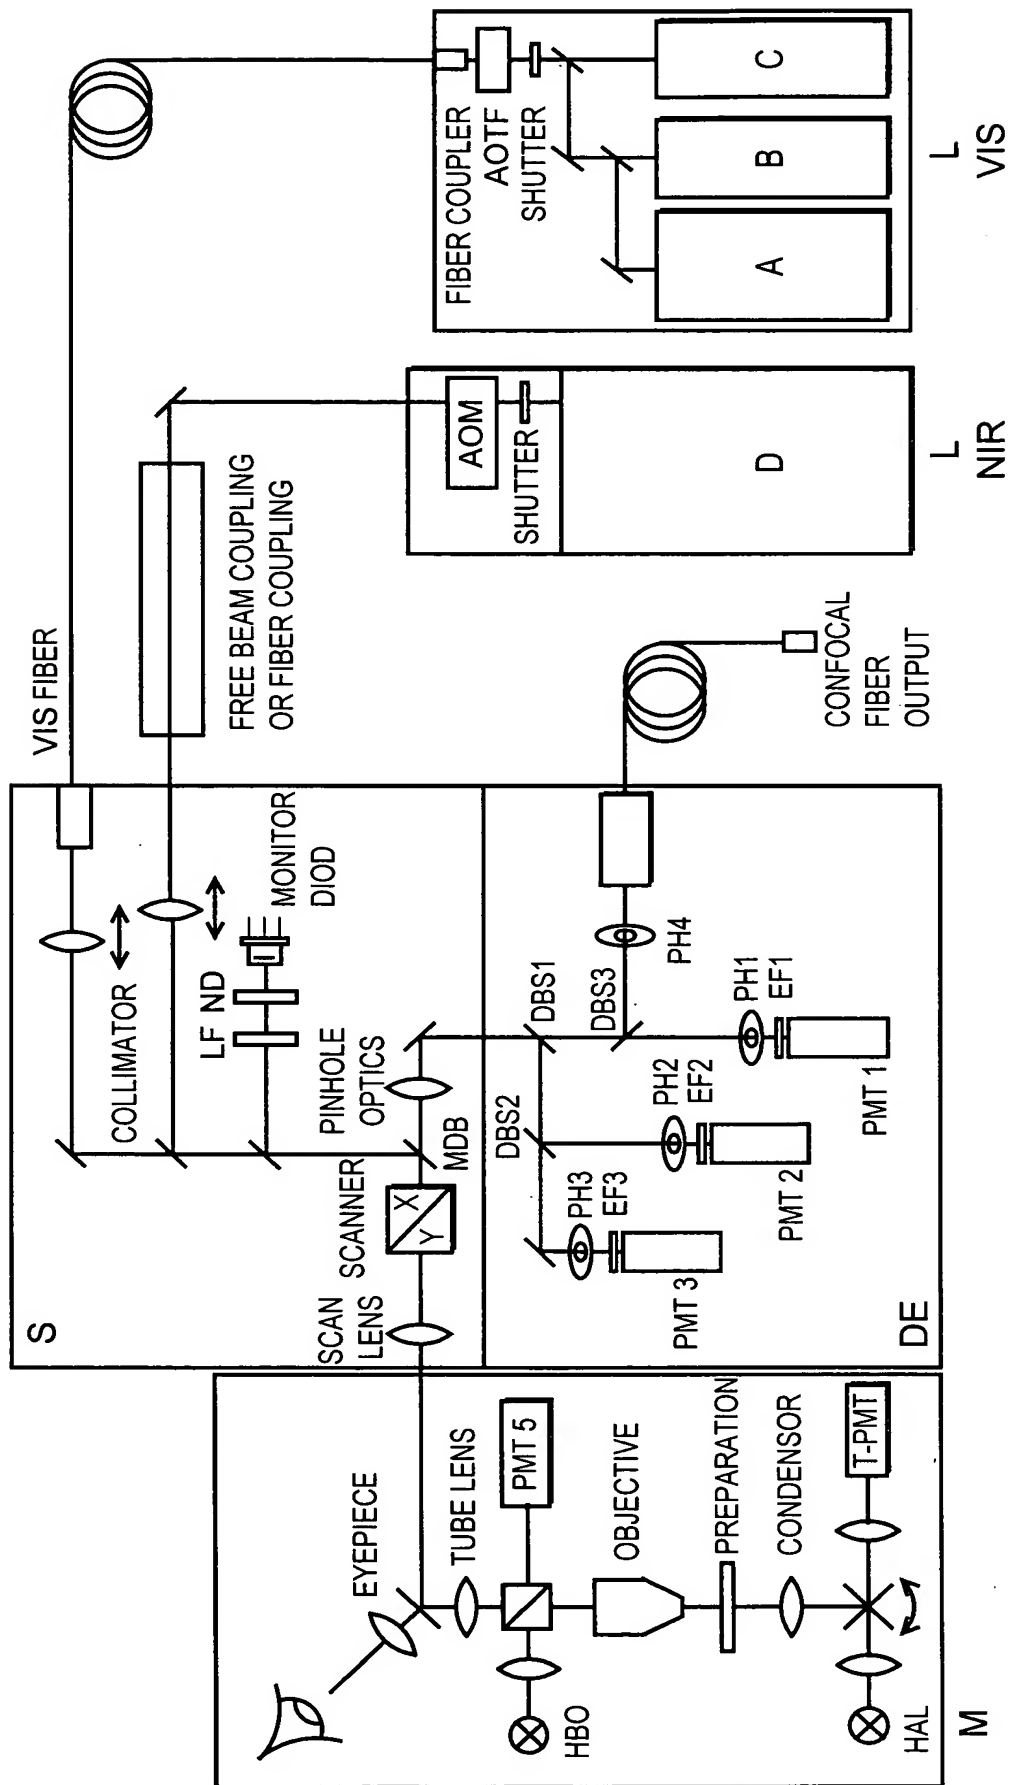 S
VIS FIBER
COLLIMATOR
FREE BEAM COUPLING
OR FIBER COUPLING
LF ND
MONITOR
DIOD
PINHOLE
OPTICS
SCANNER
X
Y
SCAN
LENS
MDB
DBS1
DBS2
DBS3
PH4
PH1
EF1
PH2
EF2
PH3
EF3
PMT 1
PMT 2
PMT 3
DE
CONFOCAL
FIBER
OUTPUT
AOM
SHUTTER
D
L
NIR
FIBER COUPLER
AOTF
SHUTTER
A
B
C
L
VIS
EYEPIECE
TUBE LENS
PMT 5
HBO
OBJECTIVE
PREPARATION
CONDENSOR
T-PMT
HAL
M